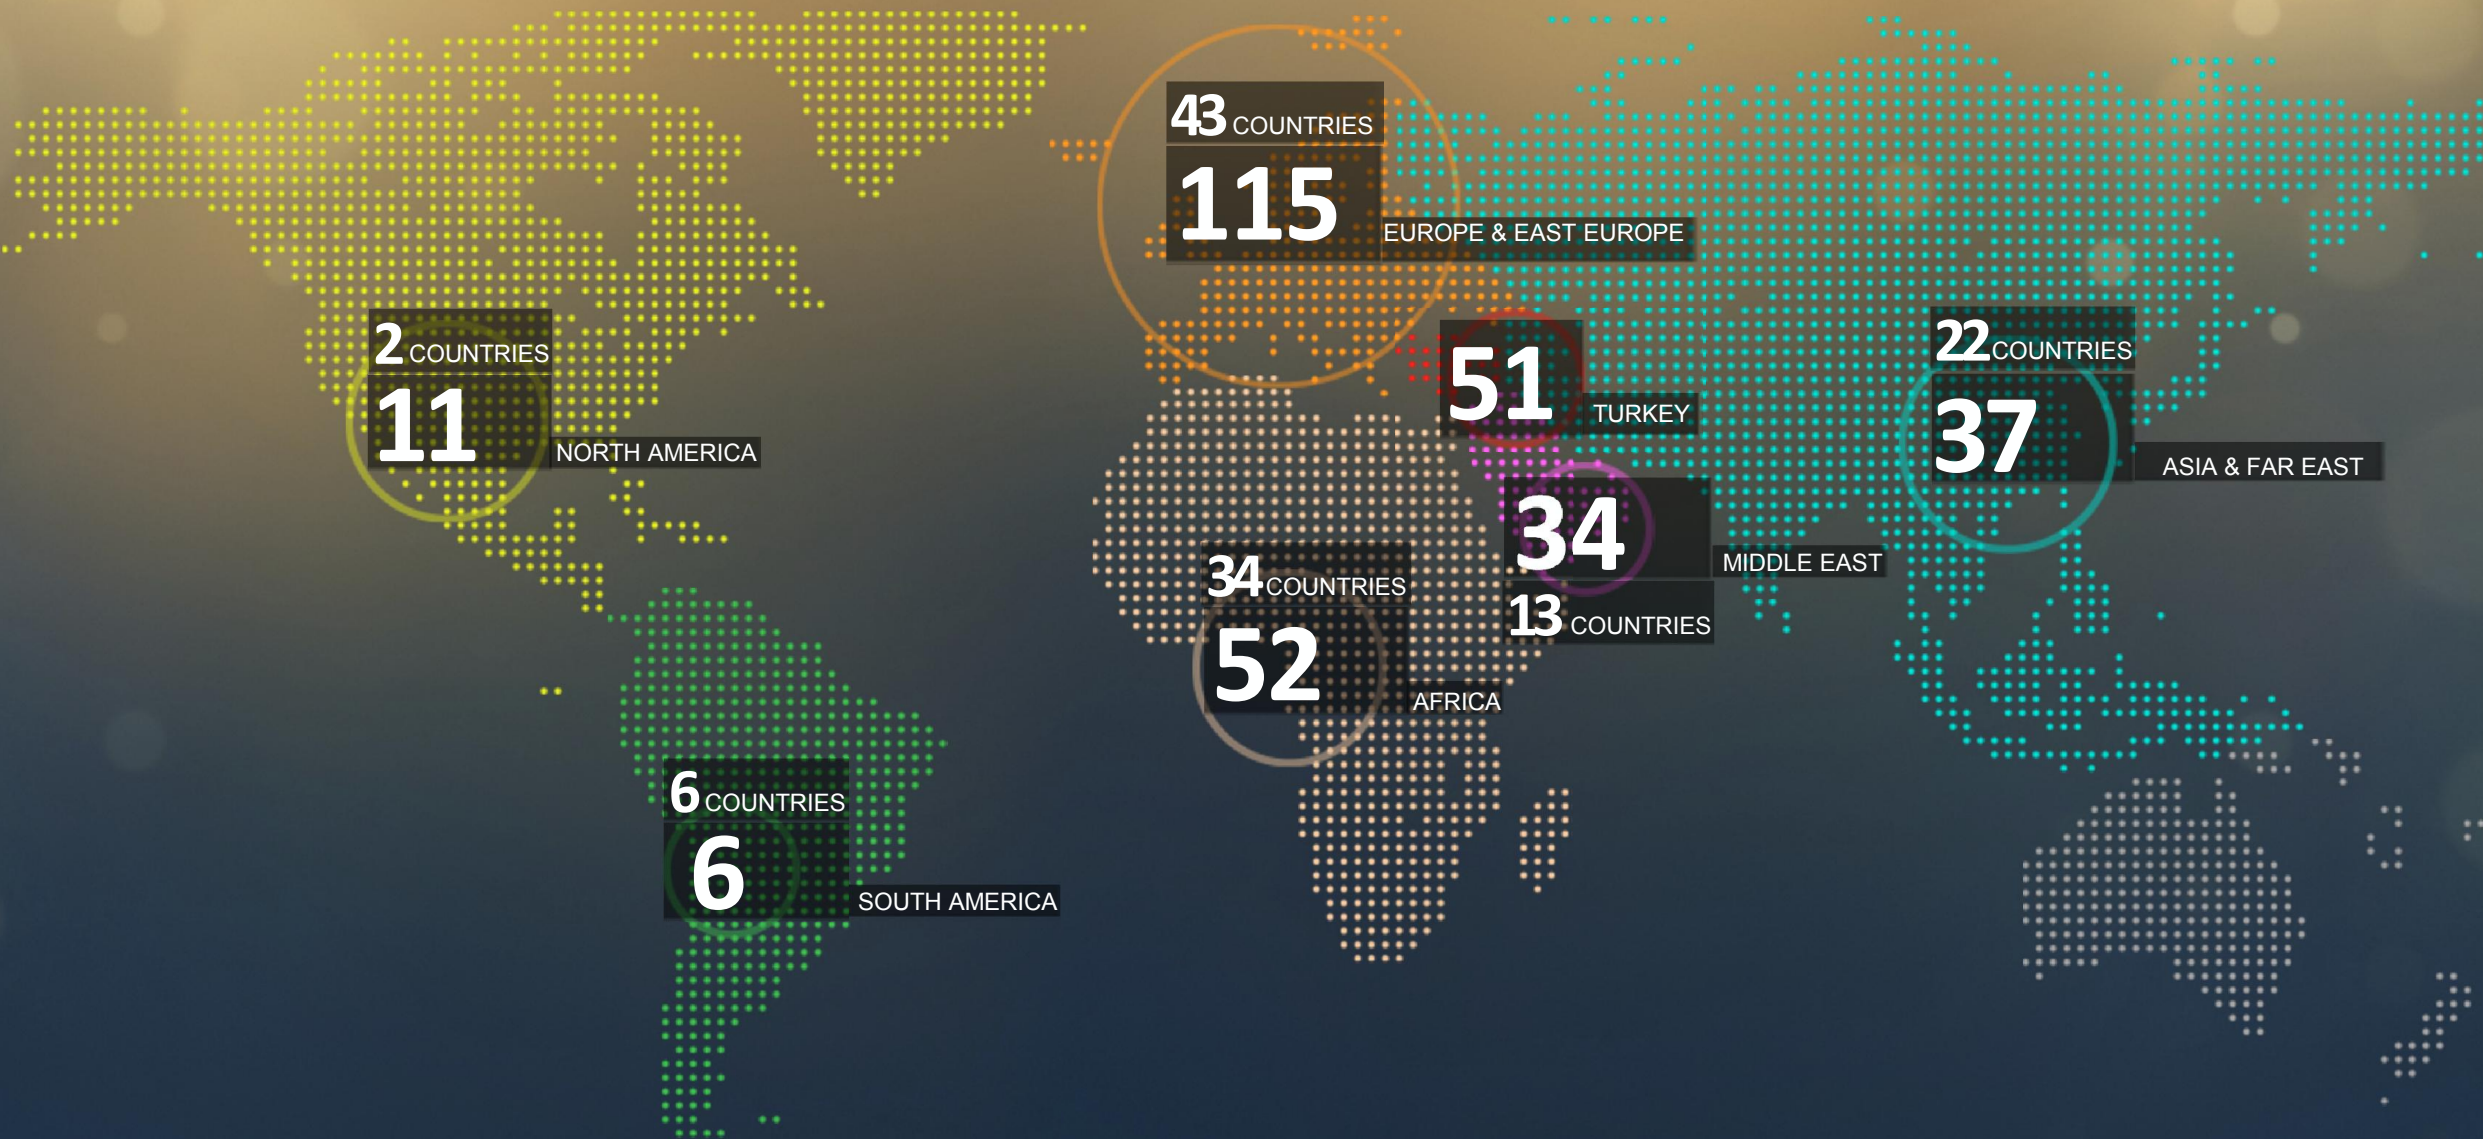 43 COUNTRIES
115
EUROPE & EAST EUROPE
2 COUNTRIES
11
NORTH AMERICA
51
TURKEY
22 COUNTRIES
37
ASIA & FAR EAST
34
MIDDLE EAST
13 COUNTRIES
34 COUNTRIES
52
AFRICA
6 COUNTRIES
6
SOUTH AMERICA